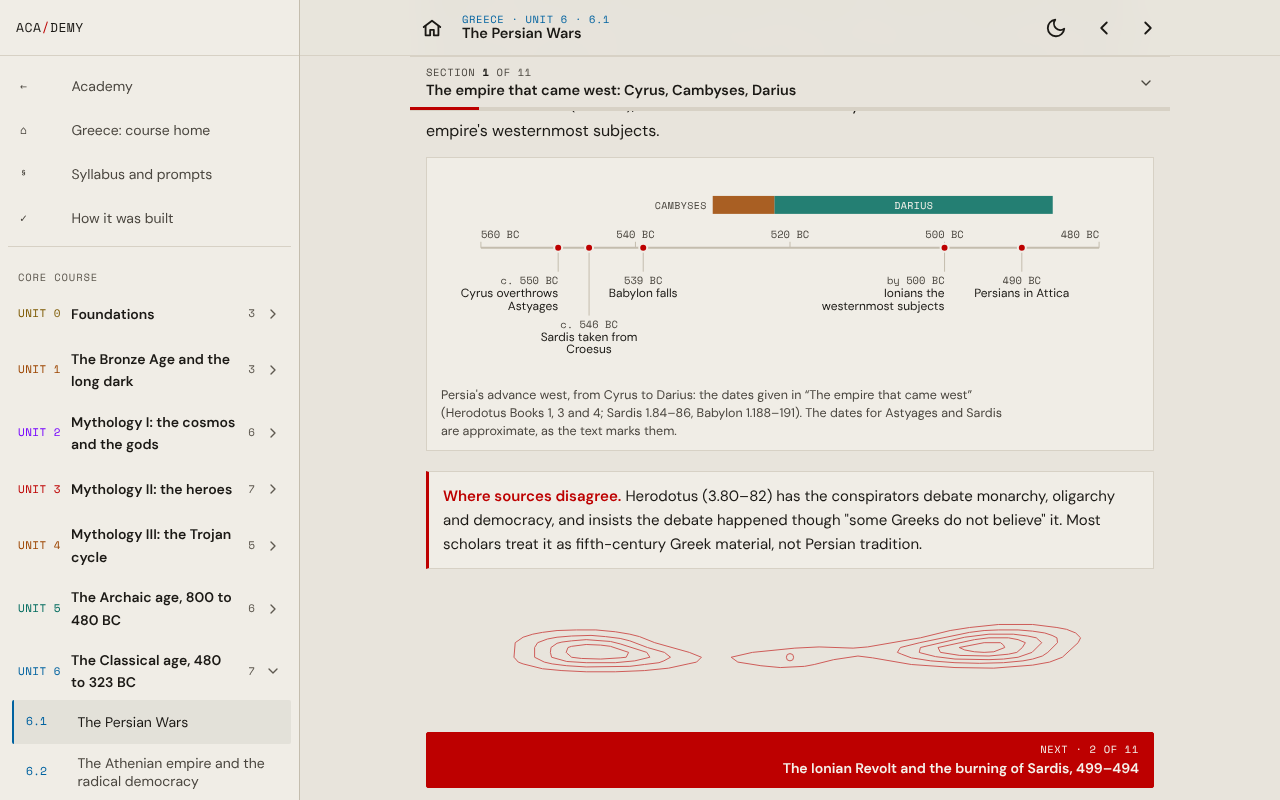 ACA/DEMY
← Academy
⌂ Greece: course home
§ Syllabus and prompts
✓ How it was built
CORE COURSE
UNIT 0 Foundations 3
UNIT 1 The Bronze Age and the long dark 3
UNIT 2 Mythology I: the cosmos and the gods 6
UNIT 3 Mythology II: the heroes 7
UNIT 4 Mythology III: the Trojan cycle 5
UNIT 5 The Archaic age, 800 to 480 BC 6
UNIT 6 The Classical age, 480 to 323 BC 7
6.1 The Persian Wars
6.2 The Athenian empire and the radical democracy
GREECE · UNIT 6 · 6.1
The Persian Wars
SECTION 1 OF 11
The empire that came west: Cyrus, Cambyses, Darius
empire's westernmost subjects.
CAMBYSES DARIUS
560 BC 540 BC 520 BC 500 BC 480 BC
c. 550 BC
Cyrus overthrows
Astyages
c. 546 BC
Sardis taken from
Croesus
539 BC
Babylon falls
by 500 BC
Ionians the
westernmost subjects
490 BC
Persians in Attica
Persia's advance west, from Cyrus to Darius: the dates given in “The empire that came west”
(Herodotus Books 1, 3 and 4; Sardis 1.84–86, Babylon 1.188–191). The dates for Astyages and Sardis
are approximate, as the text marks them.
Where sources disagree. Herodotus (3.80–82) has the conspirators debate monarchy, oligarchy
and democracy, and insists the debate happened though "some Greeks do not believe" it. Most
scholars treat it as fifth-century Greek material, not Persian tradition.
NEXT · 2 OF 11
The Ionian Revolt and the burning of Sardis, 499–494